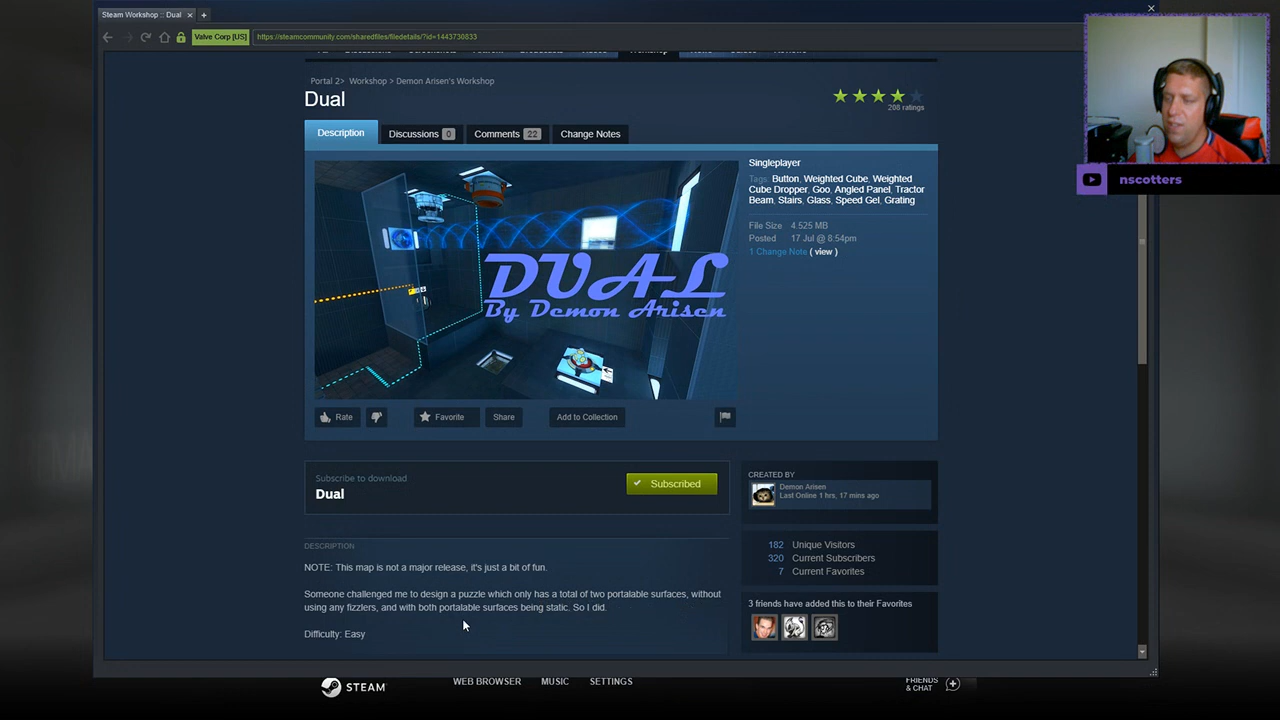 Steam Workshop :: Dual
Valve Corp [US]
https://steamcommunity.com/sharedfiles/filedetails/?id=1443730833
Portal 2> Workshop > Demon Arisen's Workshop
Dual
208 ratings
Description
Discussions 0
Comments 22
Change Notes
DUAL
By Demon Arisen
Singleplayer
Tags: Button, Weighted Cube, Weighted
Cube Dropper, Goo, Angled Panel, Tractor
Beam, Stairs, Glass, Speed Gel, Grating
File Size 4.525 MB
Posted 17 Jul @ 8:54pm
1 Change Note ( view )
nscotters
Rate
Favorite
Share
Add to Collection
Subscribe to download
Dual
Subscribed
CREATED BY
Demon Arisen
Last Online 1 hrs, 17 mins ago
182 Unique Visitors
320 Current Subscribers
7 Current Favorites
3 friends have added this to their Favorites
DESCRIPTION
NOTE: This map is not a major release, it's just a bit of fun.
Someone challenged me to design a puzzle which only has a total of two portalable surfaces, without
using any fizzlers, and with both portalable surfaces being static. So I did.
Difficulty: Easy
STEAM
WEB BROWSER
MUSIC
SETTINGS
FRIENDS
& CHAT